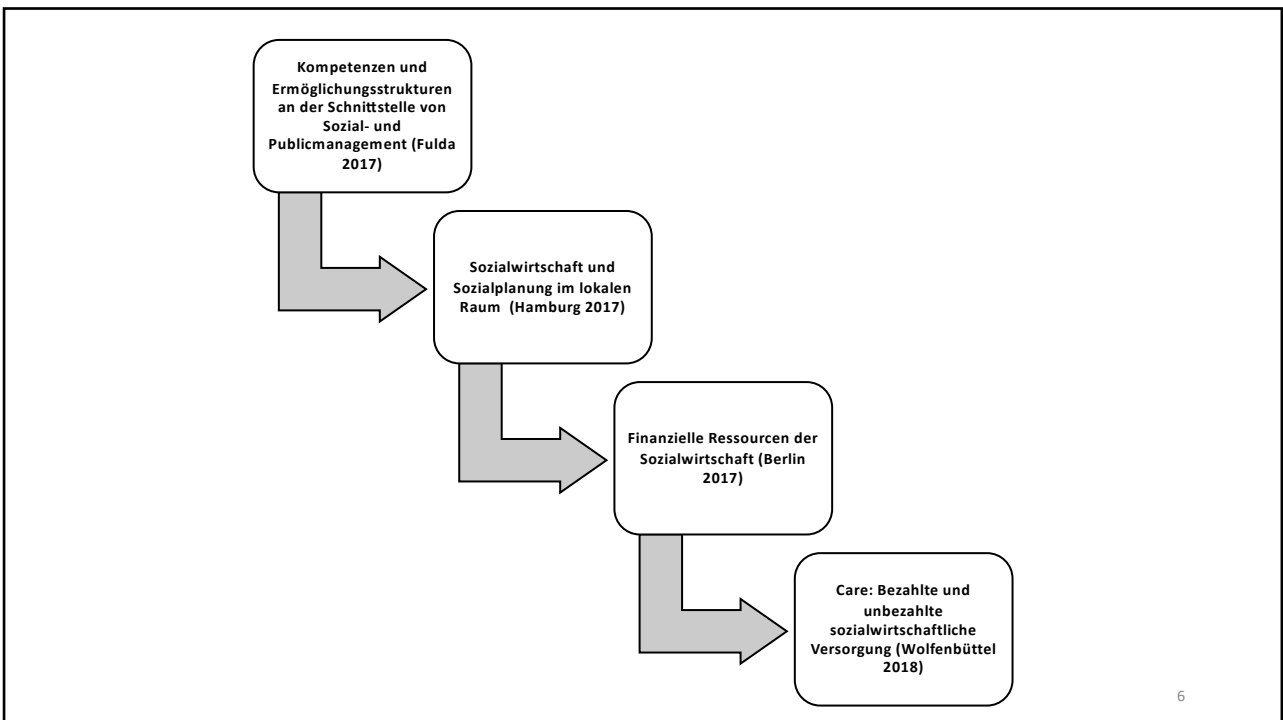 Kompetenzen und
Ermöglichungsstrukturen
an der Schnittstelle von
Sozial- und
Publicmanagement (Fulda
2017)
Sozialwirtschaft und
Sozialplanung im lokalen
Raum (Hamburg 2017)
Finanzielle Ressourcen der
Sozialwirtschaft (Berlin
2017)
Care: Bezahlte und
unbezahlte
sozialwirtschaftliche
Versorgung (Wolfenbüttel
2018)
6